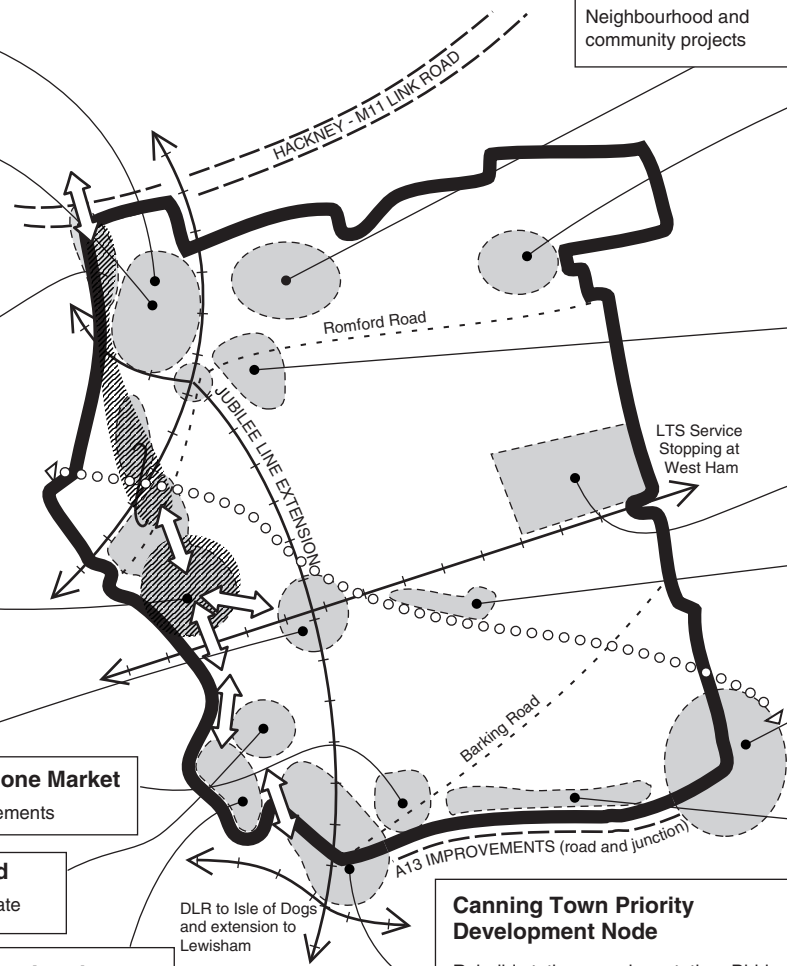 Neighbourhood and
community projects
HACKNEY - M11 LINK ROAD
Romford Road
JUBILEE LINE EXTENSION
LTS Service
Stopping at
West Ham
Barking Road
one Market
ements
d
ate
A13 IMPROVEMENTS (road and junction)
DLR to Isle of Dogs
and extension to
Lewisham
Canning Town Priority
Development Node